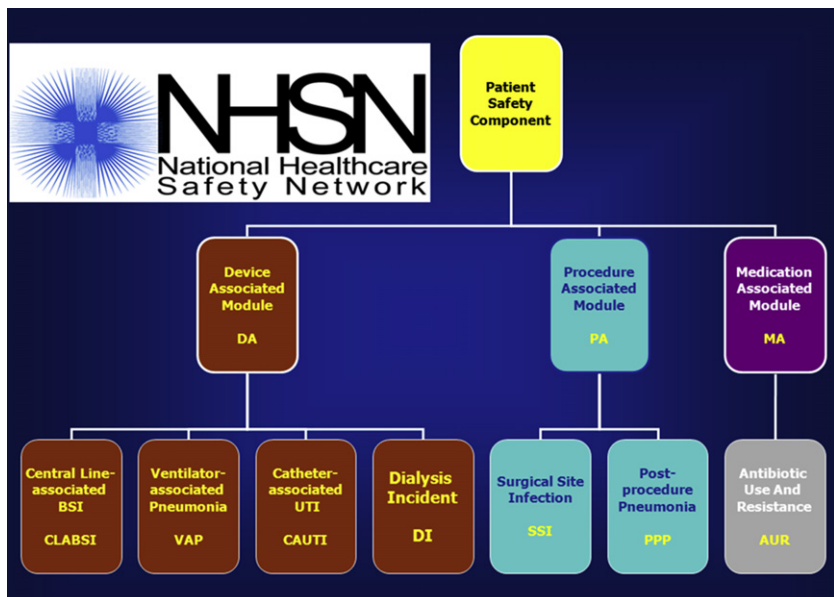 NHSN
National Healthcare
Safety Network
Patient
Safety
Component
Device
Associated
Module
DA
Procedure
Associated
Module
PA
Medication
Associated
Module
MA
Central Line-
associated
BSI
CLABSI
Ventilator-
associated
Pneumonia
VAP
Catheter-
associated
UTI
CAUTI
Dialysis
Incident
DI
Surgical Site
Infection
SSI
Post-
procedure
Pneumonia
PPP
Antibiotic
Use And
Resistance
AUR